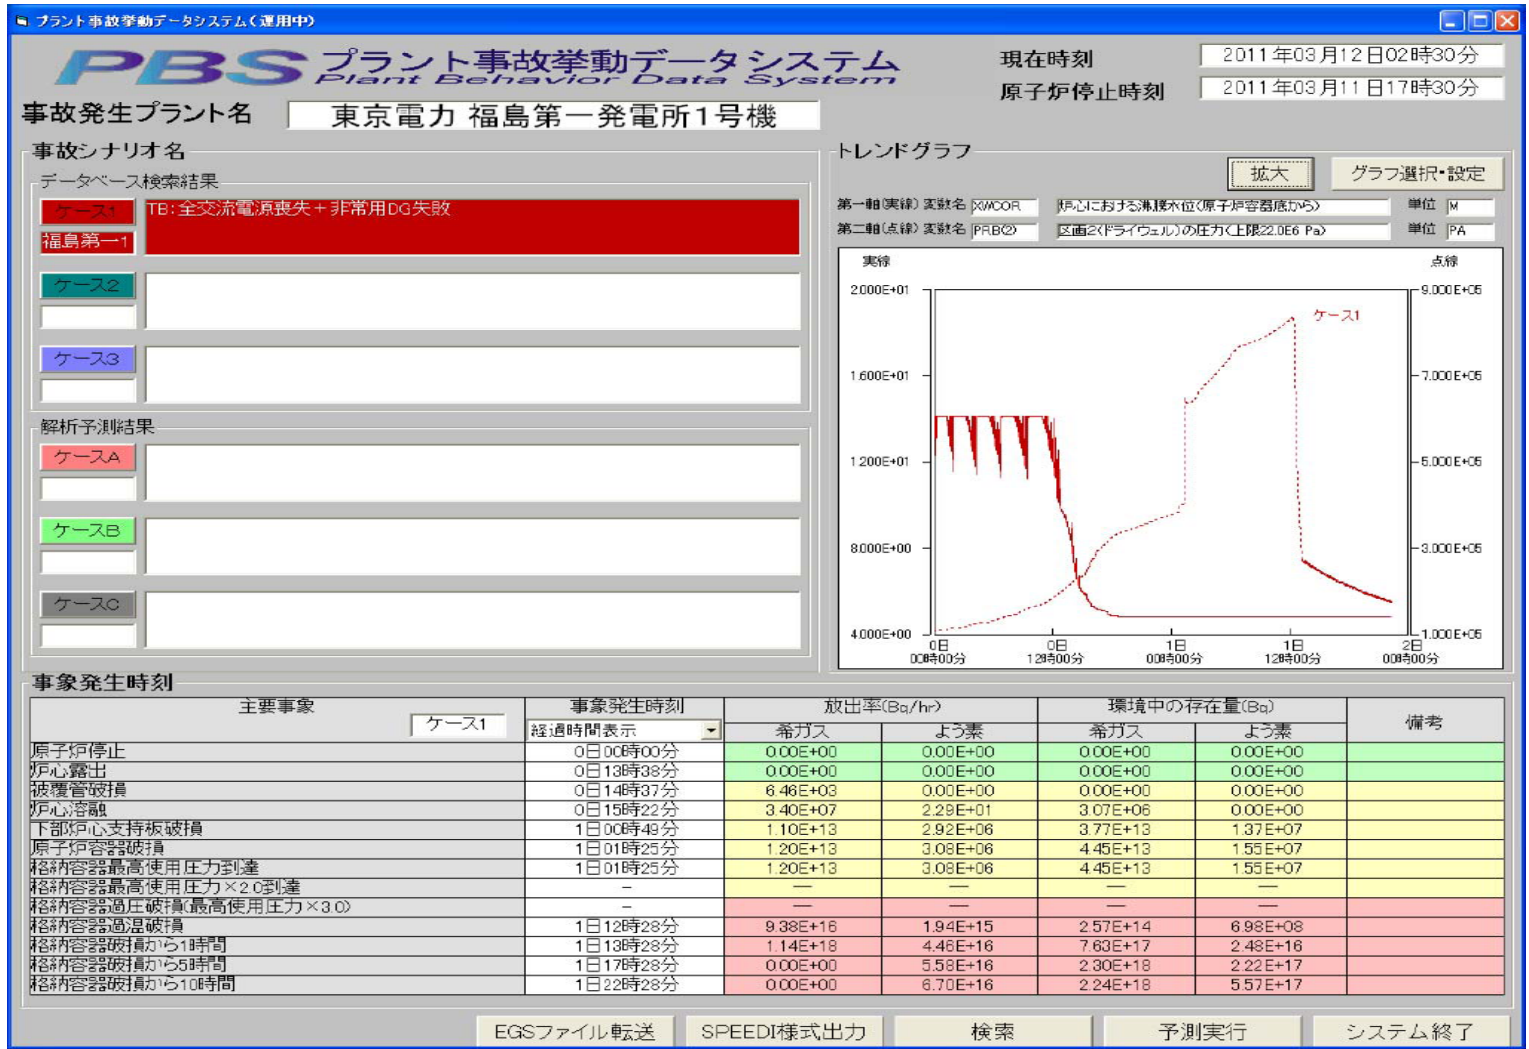 プラント事故挙動データシステム(運用中)
PBS プラント事故挙動データシステム
Plant Behavior Data System
現在時刻 2011年03月12日02時30分
原子炉停止時刻 2011年03月11日17時30分
事故発生プラント名 東京電力 福島第一発電所1号機
事故シナリオ名
データベース検索結果
ケース1 TB:全交流電源喪失+非常用DG失敗
福島第一1
ケース2
ケース3
解析予測結果
ケースA
ケースB
ケースC
トレンドグラフ
拡大 グラフ選択・設定
第一軸(実線) 変数名 XWCOR 炉心における沸騰水位(原子炉容器底から) 単位 M
第二軸(点線) 変数名 PRB(2) 区画2(ドライウェル)の圧力(上限22.0E6 Pa) 単位 PA
実線 点線
2.000E+01 9.000E+05
ケース1
1.600E+01 7.000E+05
1.200E+01 5.000E+05
8.000E+00 3.000E+05
4.000E+00 1.000E+05
0日 0日 1日 1日 2日
00時00分 12時00分 00時00分 12時00分 00時00分
事象発生時刻
主要事象 ケース1 事象発生時刻 放出率(Bq/hr) 環境中の存在量(Bq) 備考
経過時間表示 希ガス よう素 希ガス よう素
原子炉停止 0日00時00分 0.00E+00 0.00E+00 0.00E+00 0.00E+00
炉心露出 0日13時38分 0.00E+00 0.00E+00 0.00E+00 0.00E+00
被覆管破損 0日14時37分 6.46E+03 0.00E+00 0.00E+00 0.00E+00
炉心溶融 0日15時22分 3.40E+07 2.29E+01 3.07E+06 0.00E+00
下部炉心支持板破損 1日00時49分 1.10E+13 2.92E+06 3.77E+13 1.37E+07
原子炉容器破損 1日01時25分 1.20E+13 3.08E+06 4.45E+13 1.55E+07
格納容器最高使用圧力到達 1日01時25分 1.20E+13 3.08E+06 4.45E+13 1.55E+07
格納容器最高使用圧力×2.0到達 − — — — —
格納容器過圧破損(最高使用圧力×3.0) − — — — —
格納容器過温破損 1日12時28分 9.38E+16 1.94E+15 2.57E+14 6.98E+08
格納容器破損から1時間 1日13時28分 1.14E+18 4.46E+16 7.63E+17 2.48E+16
格納容器破損から5時間 1日17時28分 0.00E+00 5.58E+16 2.30E+18 2.22E+17
格納容器破損から10時間 1日22時28分 0.00E+00 6.70E+16 2.24E+18 5.57E+17
EGSファイル転送 SPEEDI様式出力 検索 予測実行 システム終了